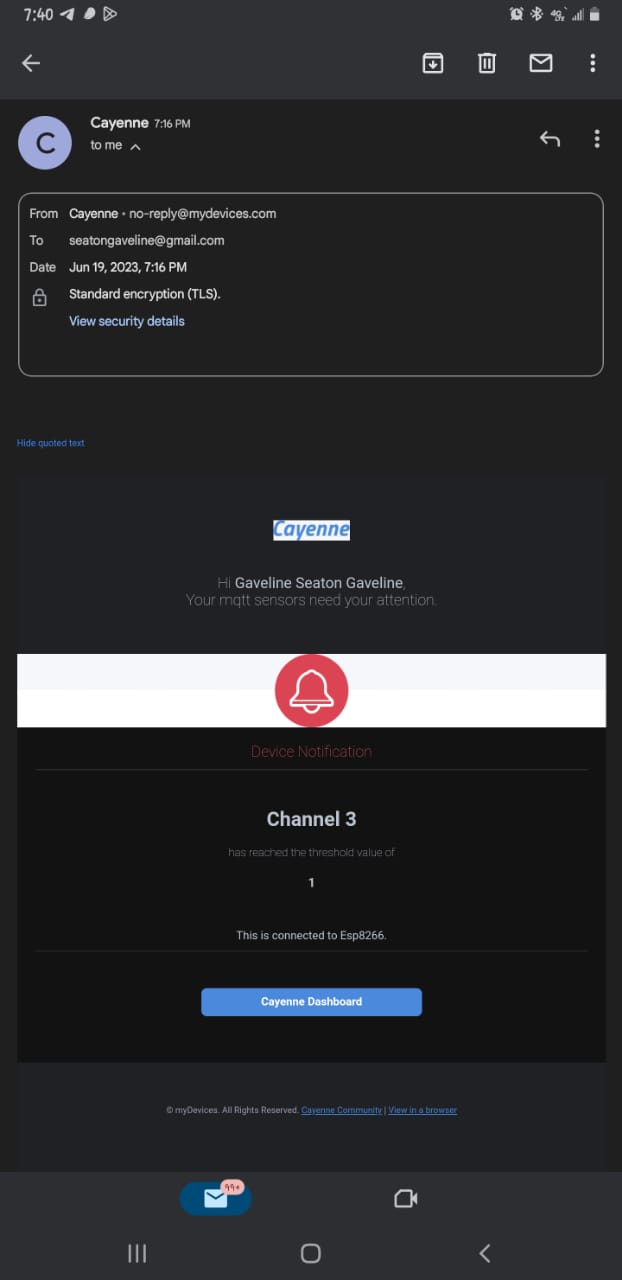 7:40
Cayenne 7:16 PM
to me
C
From Cayenne • no-reply@mydevices.com
To seatongaveline@gmail.com
Date Jun 19, 2023, 7:16 PM
Standard encryption (TLS).
View security details
Hide quoted text
Cayenne
Hi Gaveline Seaton Gaveline,
Your mqtt sensors need your attention.
Device Notification
Channel 3
has reached the threshold value of
1
This is connected to Esp8266.
Cayenne Dashboard
© myDevices. All Rights Reserved. Cayenne Community | View in a browser
99+